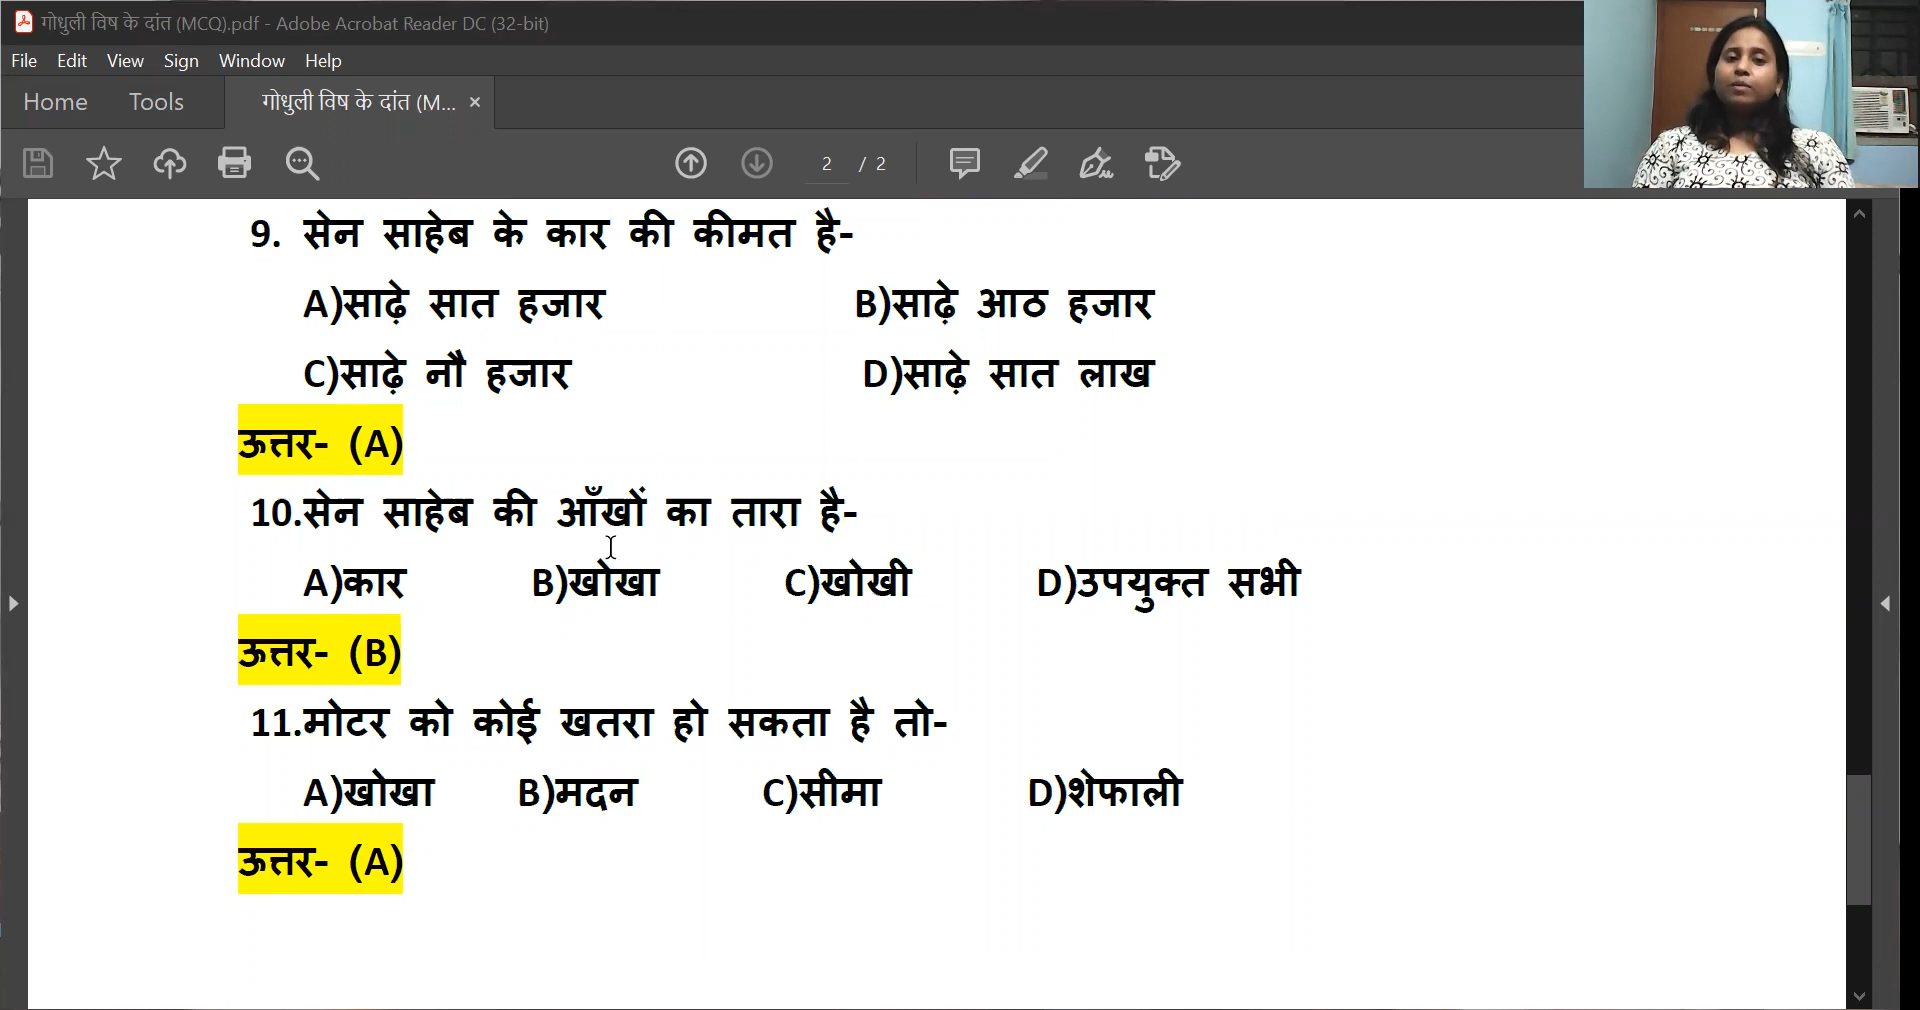 गोधुली विष के दांत (MCQ).pdf - Adobe Acrobat Reader DC (32-bit)
File Edit View Sign Window Help
Home Tools गोधुली विष के दांत (M... ×
2 / 2
9. सेन साहेब के कार की कीमत है-
A)साढ़े सात हजार B)साढ़े आठ हजार
C)साढ़े नौ हजार D)साढ़े सात लाख
ऊत्तर- (A)
10.सेन साहेब की आँखों का तारा है-
A)कार B)खोखा C)खोखी D)उपयुक्त सभी
ऊत्तर- (B)
11.मोटर को कोई खतरा हो सकता है तो-
A)खोखा B)मदन C)सीमा D)शेफाली
ऊत्तर- (A)